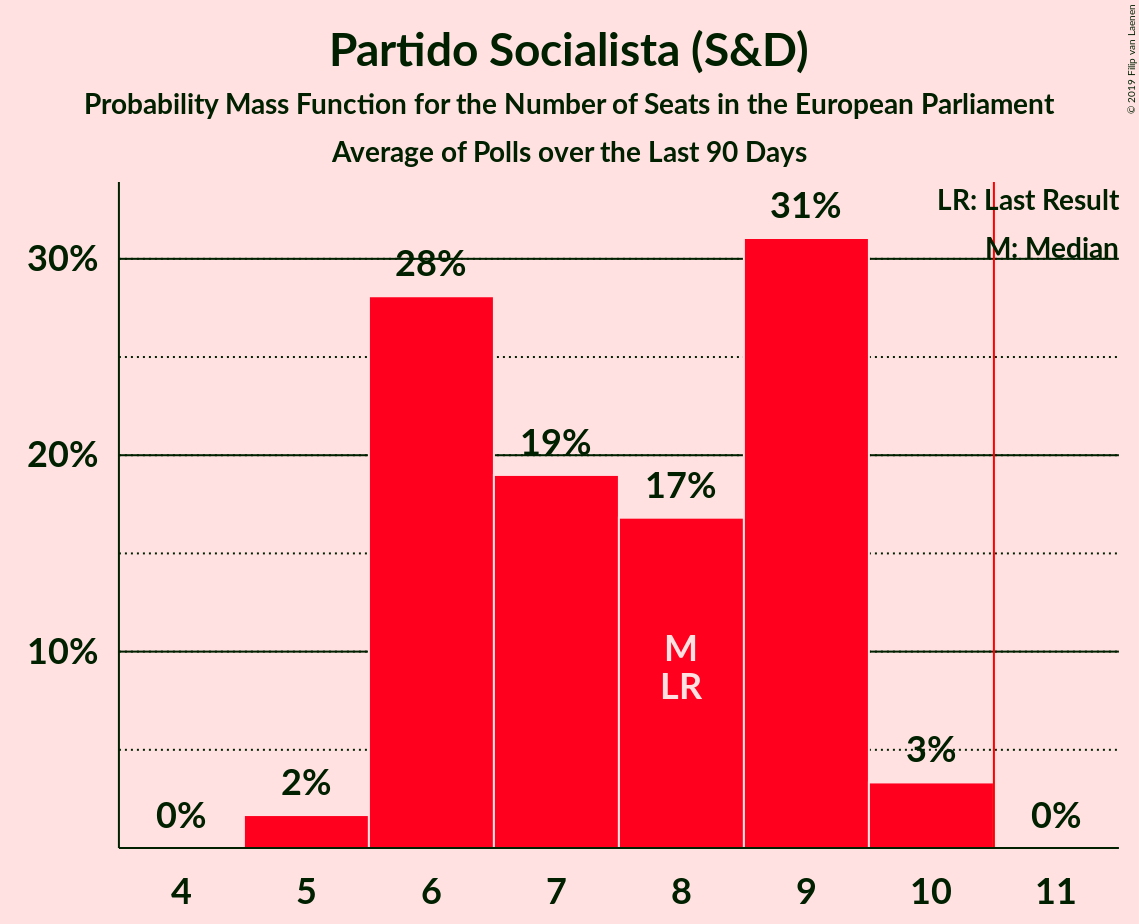 Partido Socialista (S&D)
Probability Mass Function for the Number of Seats in the European Parliament
Average of Polls over the Last 90 Days
© 2019 Filip van Laenen
LR: Last Result
M: Median
30%
20%
10%
0%
2%
28%
19%
17%
31%
3%
0%
M
LR
4 5 6 7 8 9 10 11